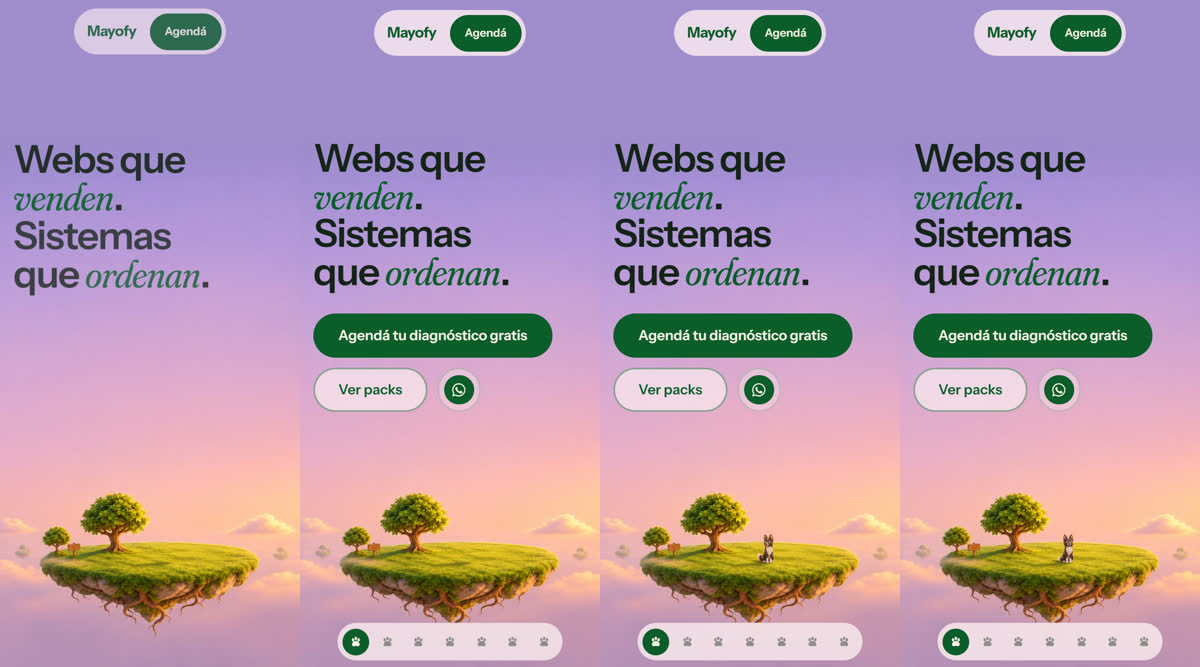 Mayofy
Agendá
Webs que
venden.
Sistemas
que ordenan.
Mayofy
Agendá
Webs que
venden.
Sistemas
que ordenan.
Agendá tu diagnóstico gratis
Ver packs
Mayofy
Agendá
Webs que
venden.
Sistemas
que ordenan.
Agendá tu diagnóstico gratis
Ver packs
Mayofy
Agendá
Webs que
venden.
Sistemas
que ordenan.
Agendá tu diagnóstico gratis
Ver packs